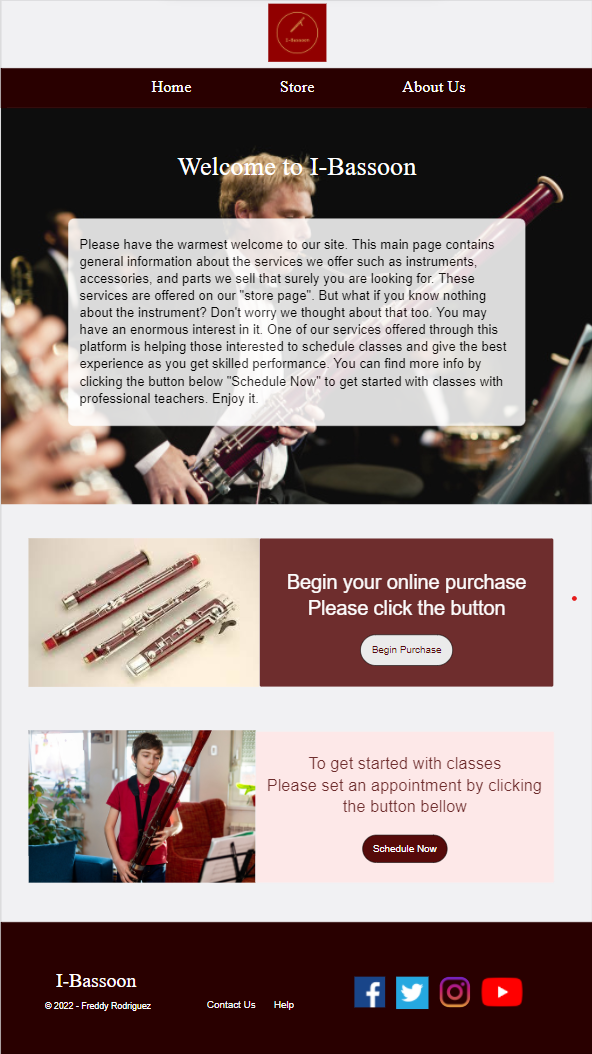 I-Bassoon
Home Store About Us
Welcome to I-Bassoon
Please have the warmest welcome to our site. This main page contains
general information about the services we offer such as instruments,
accessories, and parts we sell that surely you are looking for. These
services are offered on our "store page". But what if you know nothing
about the instrument? Don't worry we thought about that too. You may
have an enormous interest in it. One of our services offered through this
platform is helping those interested to schedule classes and give the best
experience as you get skilled performance. You can find more info by
clicking the button below "Schedule Now" to get started with classes with
professional teachers. Enjoy it.
Begin your online purchase
Please click the button
Begin Purchase
To get started with classes
Please set an appointment by clicking
the button bellow
Schedule Now
I-Bassoon
© 2022 - Freddy Rodriguez
Contact Us Help